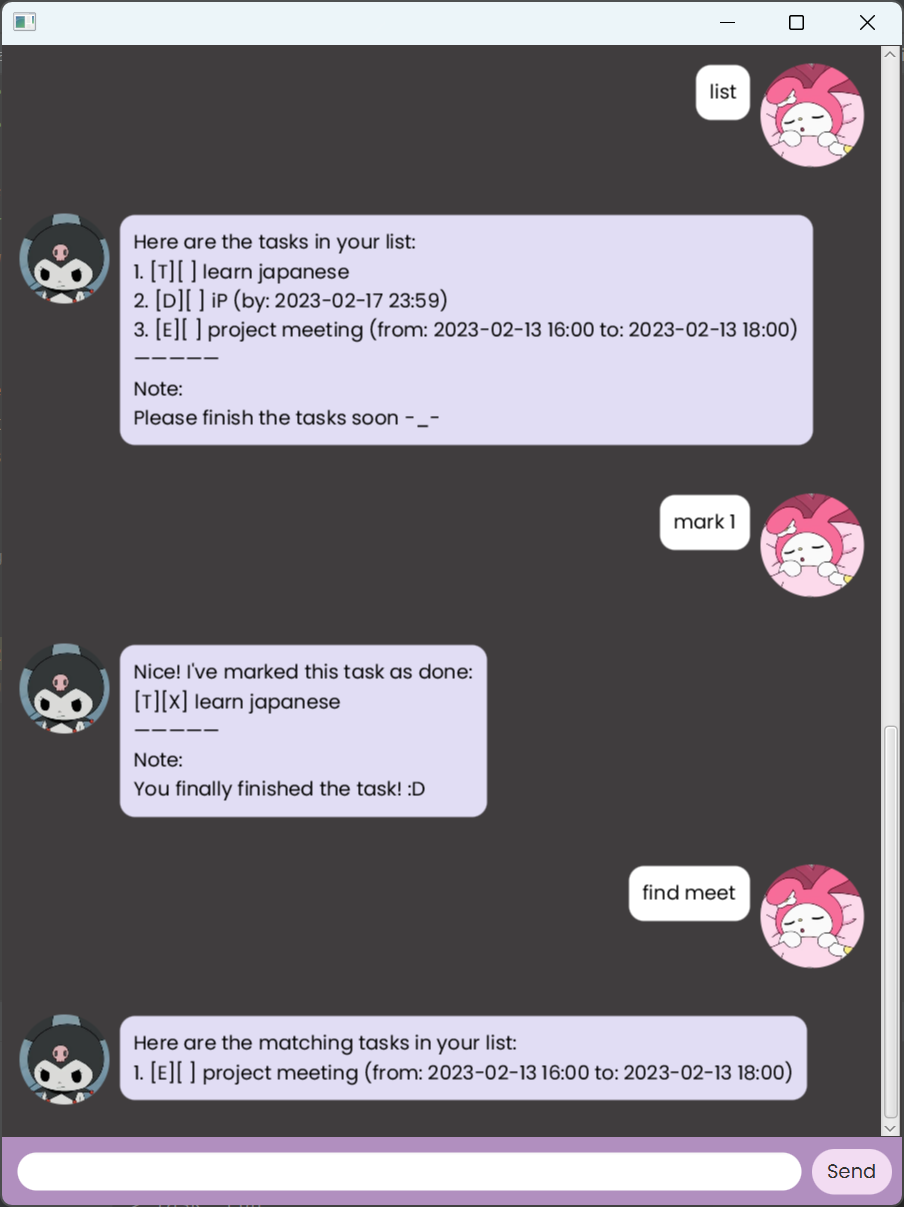 list
Here are the tasks in your list:
1. [T][ ] learn japanese
2. [D][ ] iP (by: 2023-02-17 23:59)
3. [E][ ] project meeting (from: 2023-02-13 16:00 to: 2023-02-13 18:00)
—————
Note:
Please finish the tasks soon -_-
mark 1
Nice! I've marked this task as done:
[T][X] learn japanese
—————
Note:
You finally finished the task! :D
find meet
Here are the matching tasks in your list:
1. [E][ ] project meeting (from: 2023-02-13 16:00 to: 2023-02-13 18:00)
Send